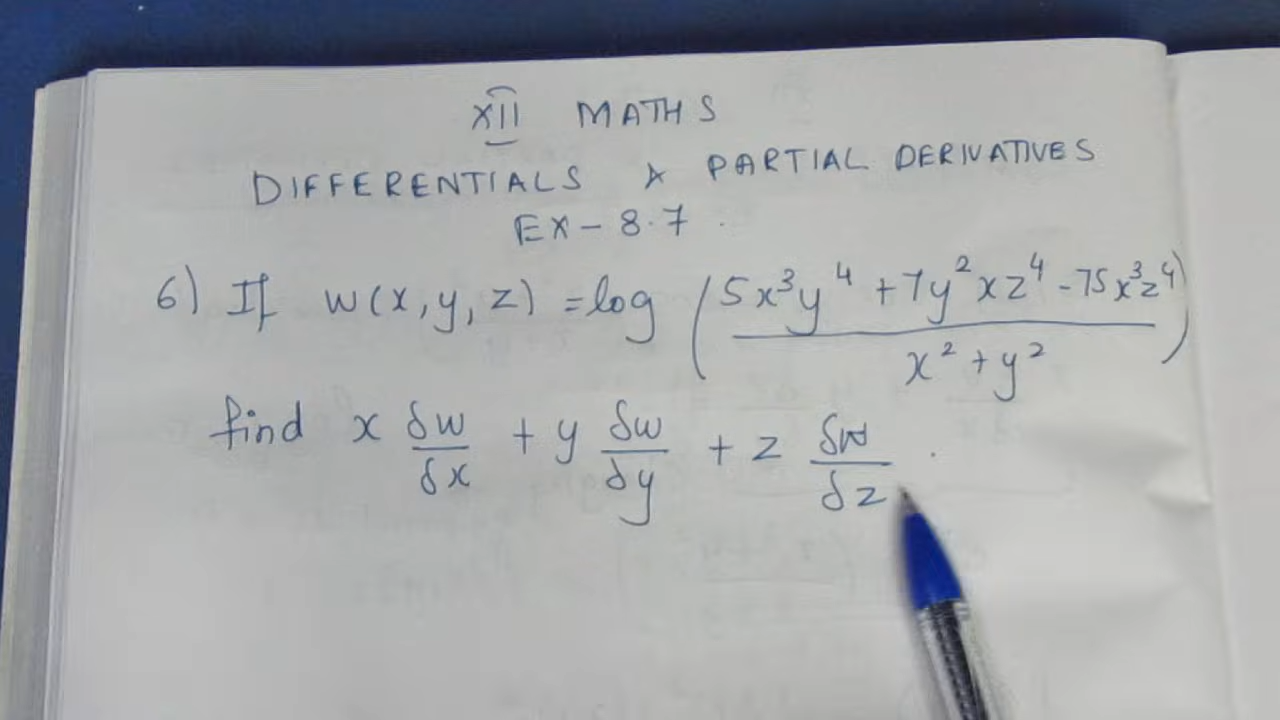 XII MATHS
DIFFERENTIALS & PARTIAL DERIVATIVES
EX - 8.7.
6) If w(x,y,z) = log ( (5x³y⁴ + 7y²xz⁴ - 75x³z⁴) / (x² + y²) )
find x δw/δx + y δw/δy + z δw/δz.